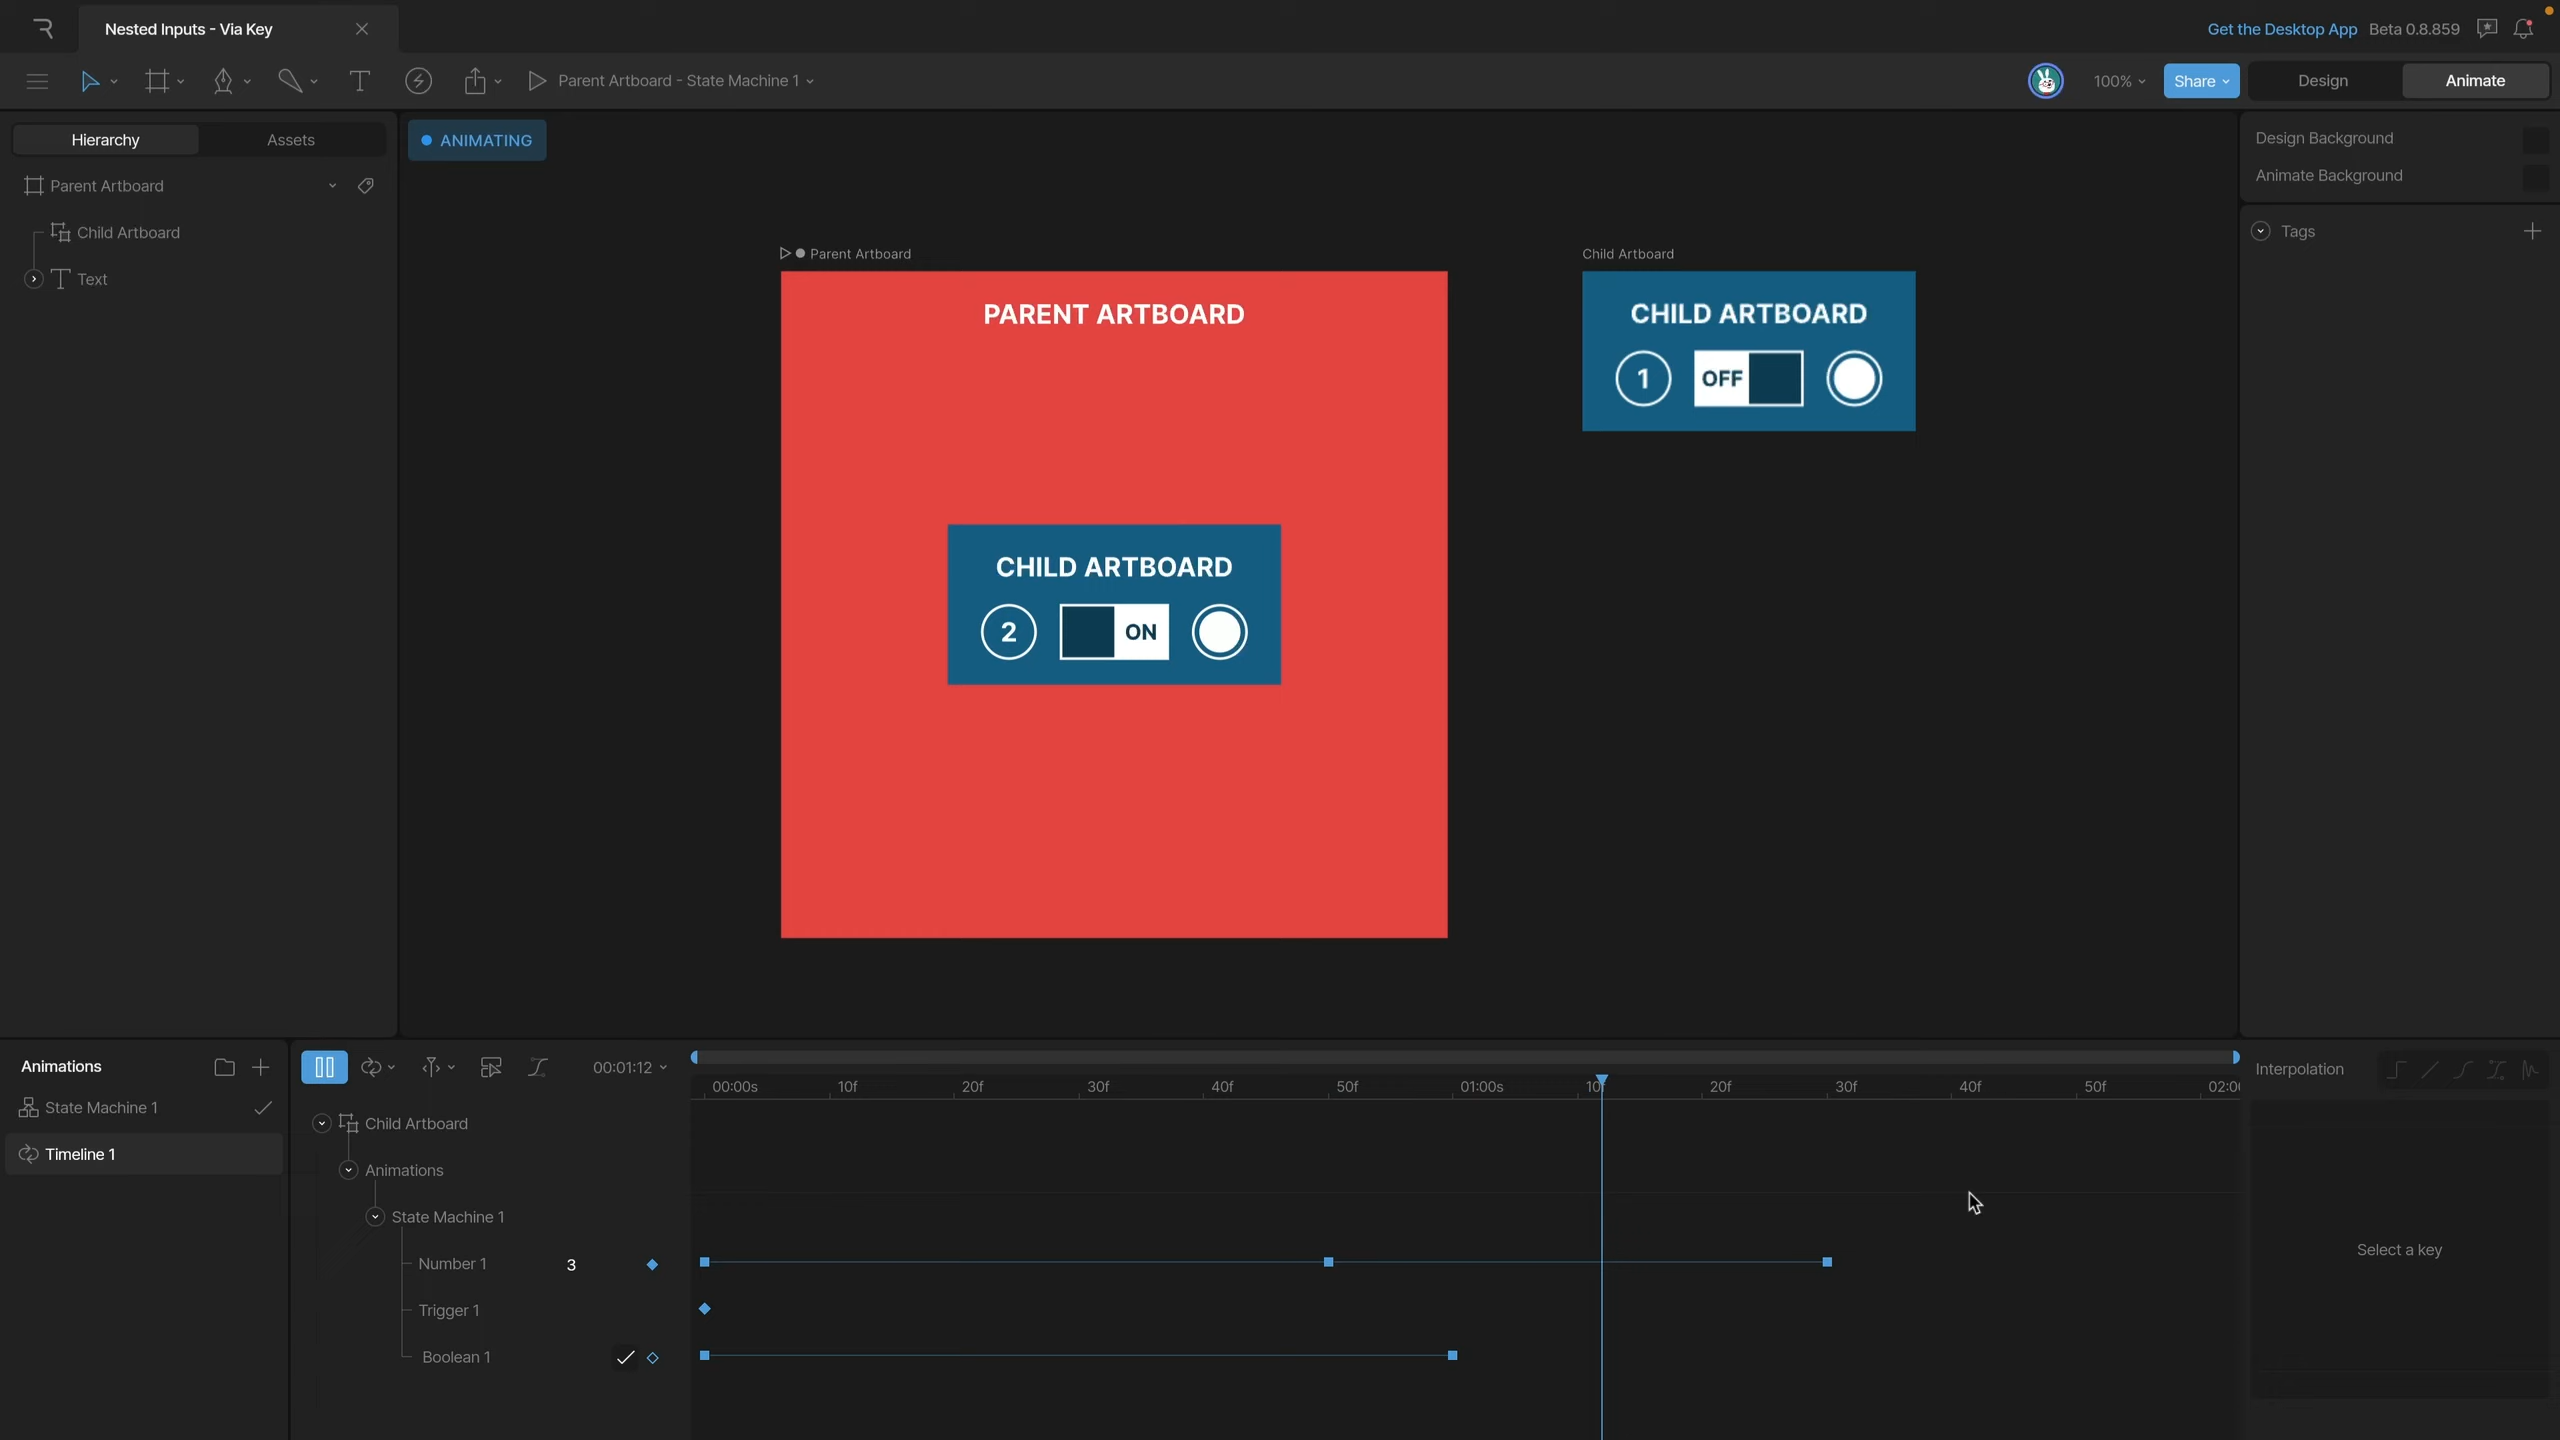 Nested Inputs - Via Key
Get the Desktop App Beta 0.8.859
Parent Artboard - State Machine 1
100%
Share
Design
Animate
Hierarchy
Assets
ANIMATING
Design Background
Animate Background
Parent Artboard
Child Artboard
Text
Tags
Parent Artboard
PARENT ARTBOARD
CHILD ARTBOARD
2
ON
Child Artboard
CHILD ARTBOARD
1
OFF
Animations
State Machine 1
Timeline 1
00:01:12
00:00s 10f 20f 30f 40f 50f 01:00s 10f 20f 30f 40f 50f 02:0
Child Artboard
Animations
State Machine 1
Number 1 3
Trigger 1
Boolean 1
Interpolation
Select a key